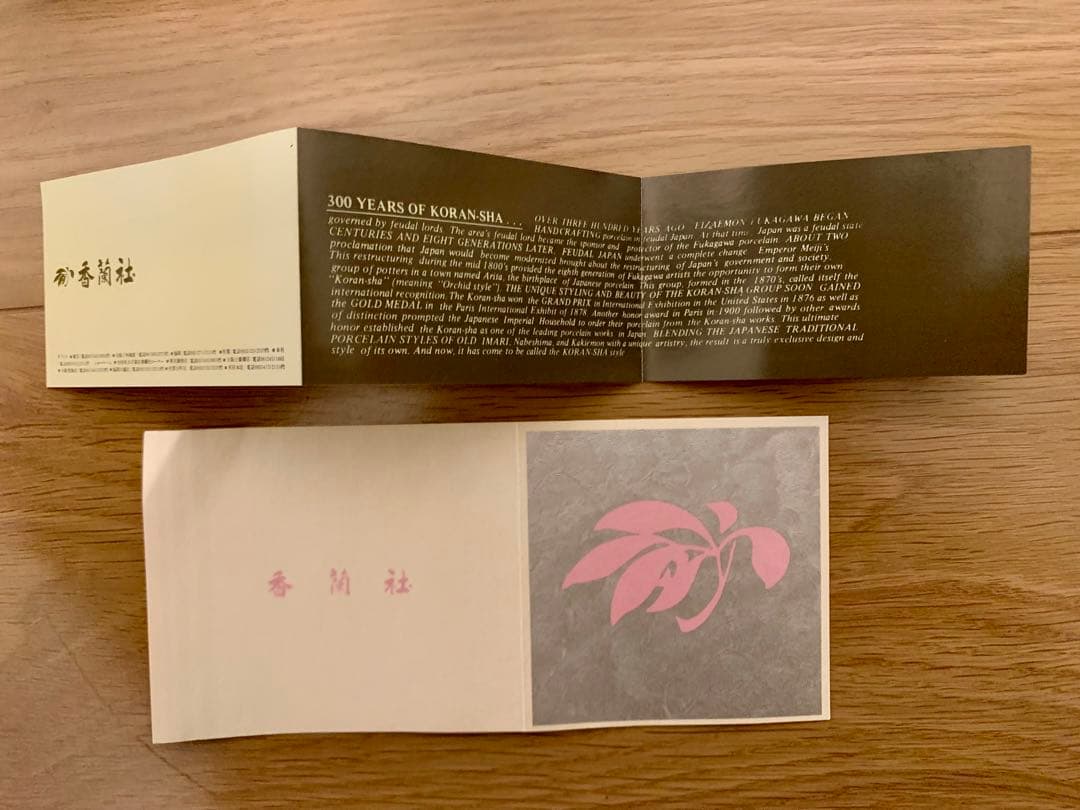 香蘭社
300 YEARS OF KORAN-SHA . . . OVER THREE HUNDRED YEARS AGO EIZAEMON FUKAGAWA BEGAN
HANDCRAFTING porcelain in feudal Japan. At that time Japan was a feudal state
governed by feudal lords. The area's feudal lord became the sponsor and protector of the Fukagawa porcelain. ABOUT TWO
CENTURIES AND EIGHT GENERATIONS LATER, FEUDAL JAPAN underwent a complete change Emperor Meiji's
proclamation that Japan would become modernized brought about the restructuring of Japan's government and society.
This restructuring during the mid 1800's provided the eighth generation of Fukagawa artists the opportunity to form their own
group of potters in a town named Arita, the birthplace of Japanese porcelain This group, formed in the 1870's, called itself the
"Koran-sha" (meaning "Orchid style"). THE UNIQUE STYLING AND BEAUTY OF THE KORAN-SHA GROUP SOON GAINED
international recognition The Koran-sha won the GRAND PRIX in International Exhibition in the United States in 1876 as well as
the GOLD MEDAL in the Paris International Exhibit of 1878 Another honor award in Paris in 1900 followed by other awards
of distinction prompted the Japanese Imperial Household to order their porcelain from the Koran-sha works. This ultimate
honor established the Koran-sha as one of the leading porcelain works in Japan BLENDING THE JAPANESE TRADITIONAL
PORCELAIN STYLES OF OLD IMARI, Nabeshima, and Kakiemon with a unique artistry, the result is a truly exclusive design and
style of its own. And now, it has come to be called the KORAN-SHA style
香蘭社